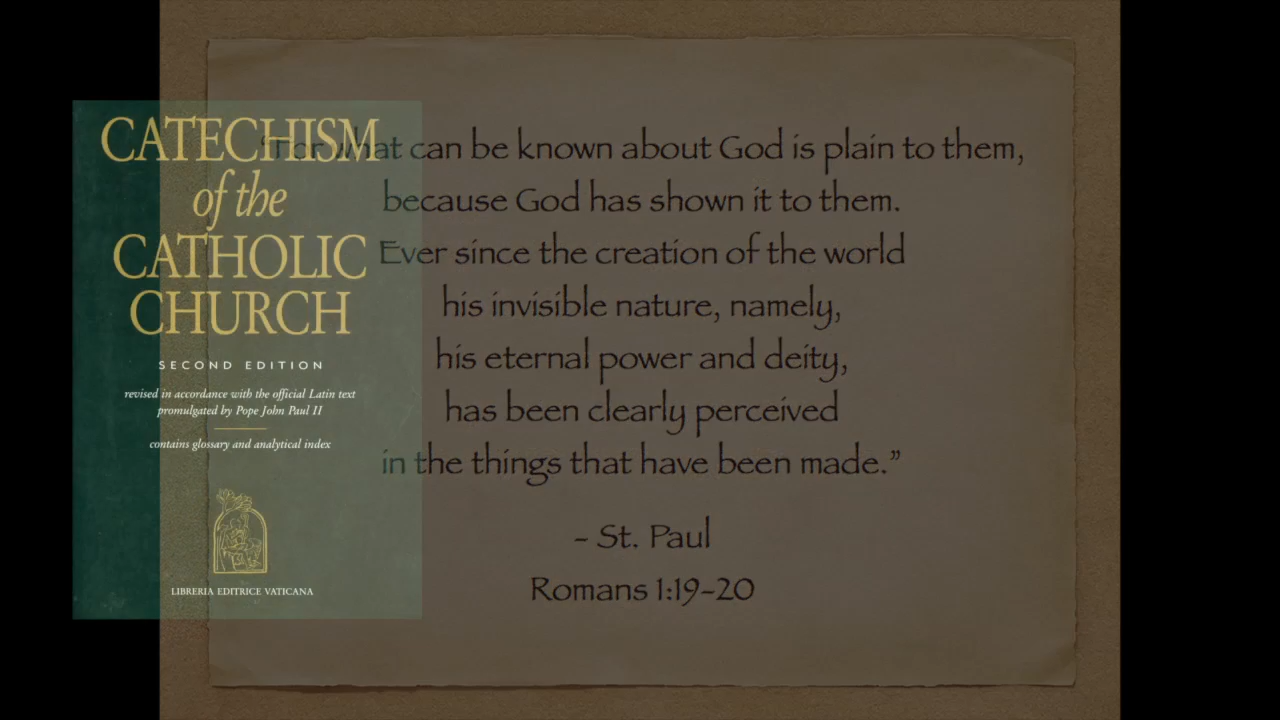 CATECHISM
of the
CATHOLIC
CHURCH
SECOND EDITION
revised in accordance with the official Latin text
promulgated by Pope John Paul II
contains glossary and analytical index
LIBRERIA EDITRICE VATICANA
“For what can be known about God is plain to them,
because God has shown it to them.
Ever since the creation of the world
his invisible nature, namely,
his eternal power and deity,
has been clearly perceived
in the things that have been made.”
– St. Paul
Romans 1:19–20